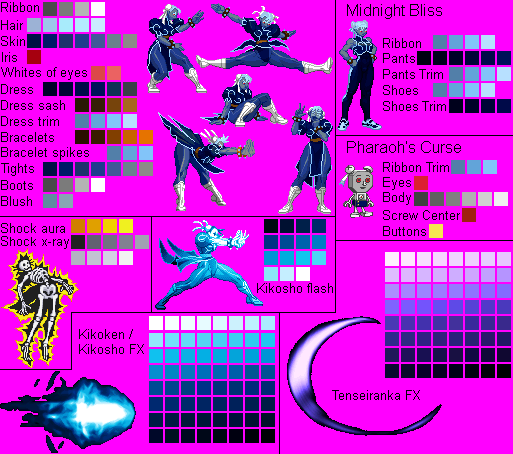 Ribbon
Hair
Skin
Iris
Whites of eyes
Dress
Dress sash
Dress trim
Bracelets
Bracelet spikes
Tights
Boots
Blush
Midnight Bliss
Ribbon
Pants
Pants Trim
Shoes
Shoes Trim
Pharaoh's Curse
Ribbon Trim
Eyes
Body
Screw Center
Buttons
Shock aura
Shock x-ray
Kikosho flash
Kikoken /
Kikosho FX
Tenseiranka FX